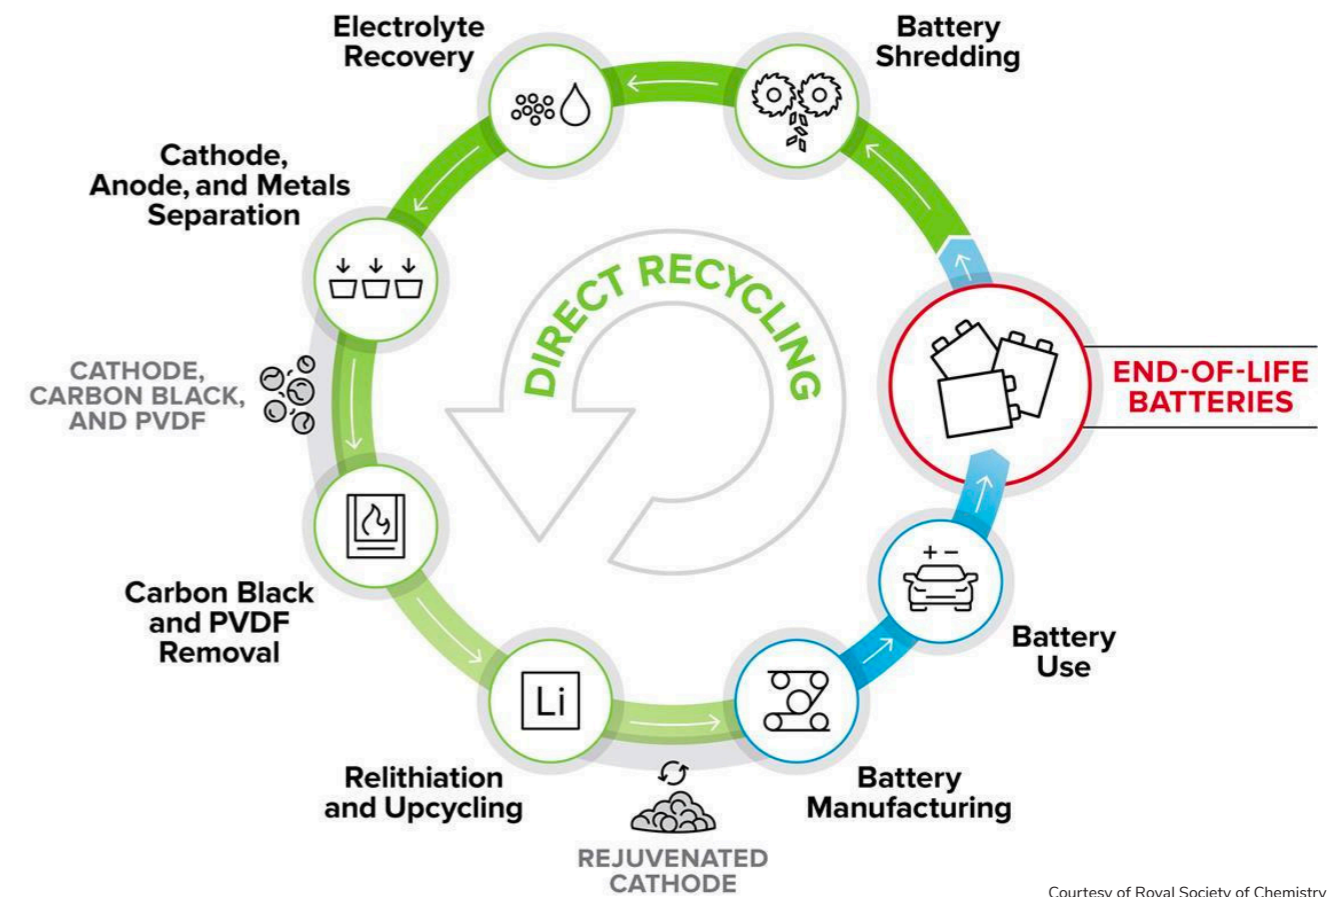 Electrolyte
Recovery
Battery
Shredding
Cathode,
Anode, and Metals
Separation
DIRECT RECYCLING
CATHODE,
CARBON BLACK,
AND PVDF
END-OF-LIFE
BATTERIES
+ −
Carbon Black
and PVDF
Removal
Li
Battery
Use
Relithiation
and Upcycling
Battery
Manufacturing
REJUVENATED
CATHODE
Courtesy of Royal Society of Chemistry